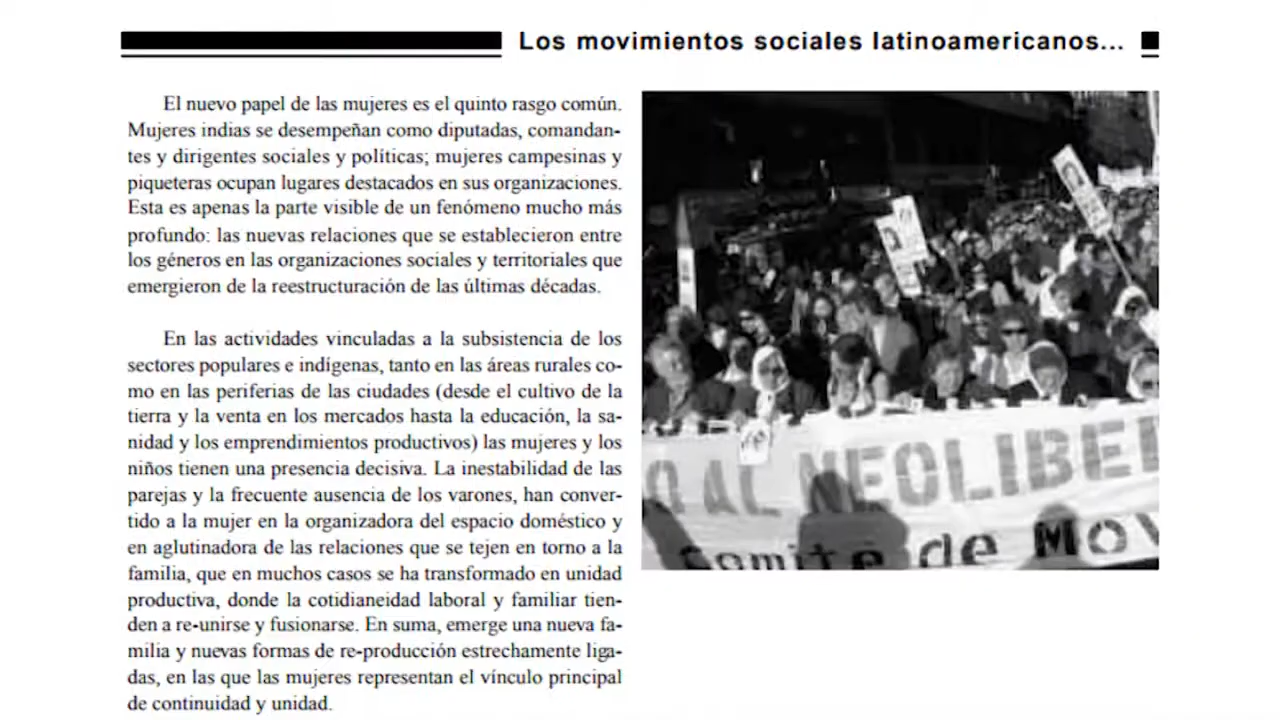 Los movimientos sociales latinoamericanos...
El nuevo papel de las mujeres es el quinto rasgo común.
Mujeres indias se desempeñan como diputadas, comandan-
tes y dirigentes sociales y políticas; mujeres campesinas y
piqueteras ocupan lugares destacados en sus organizaciones.
Esta es apenas la parte visible de un fenómeno mucho más
profundo: las nuevas relaciones que se establecieron entre
los géneros en las organizaciones sociales y territoriales que
emergieron de la reestructuración de las últimas décadas.
En las actividades vinculadas a la subsistencia de los
sectores populares e indígenas, tanto en las áreas rurales co-
mo en las periferias de las ciudades (desde el cultivo de la
tierra y la venta en los mercados hasta la educación, la sa-
nidad y los emprendimientos productivos) las mujeres y los
niños tienen una presencia decisiva. La inestabilidad de las
parejas y la frecuente ausencia de los varones, han conver-
tido a la mujer en la organizadora del espacio doméstico y
en aglutinadora de las relaciones que se tejen en torno a la
familia, que en muchos casos se ha transformado en unidad
productiva, donde la cotidianeidad laboral y familiar tien-
den a re-unirse y fusionarse. En suma, emerge una nueva fa-
milia y nuevas formas de re-producción estrechamente liga-
das, en las que las mujeres representan el vínculo principal
de continuidad y unidad.
O AL NEOLIBE
Comité de Mov